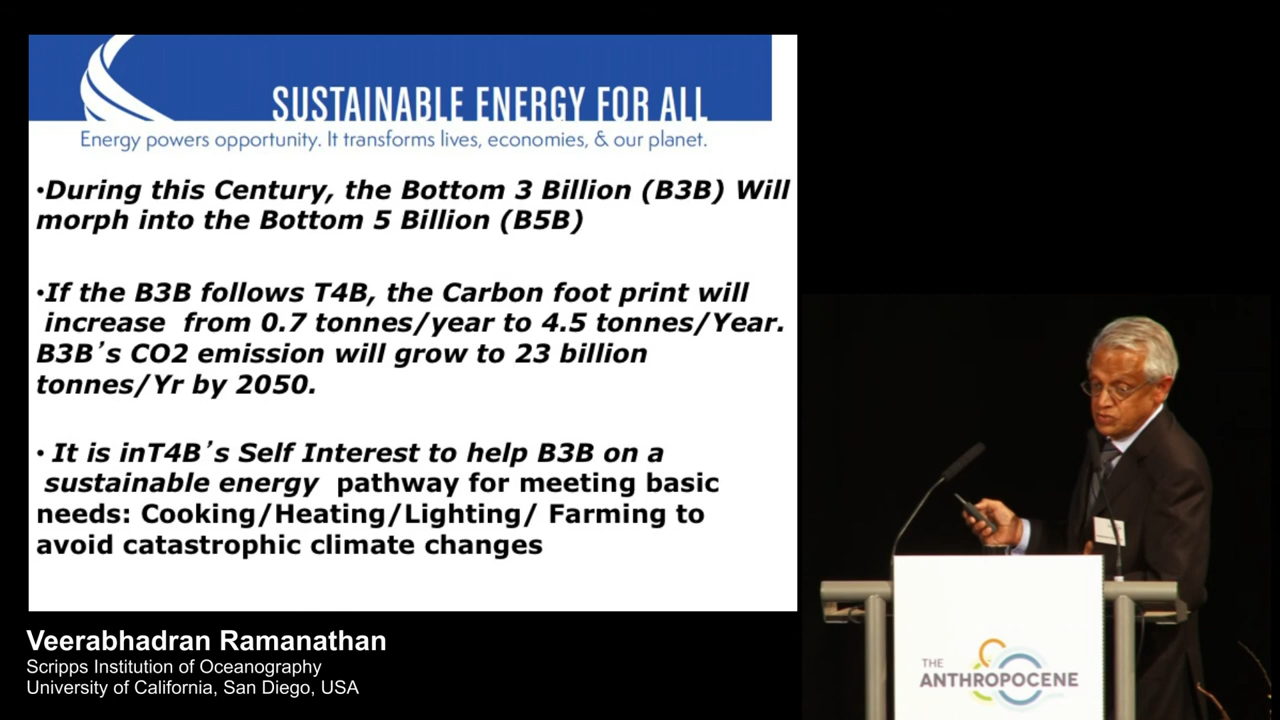 SUSTAINABLE ENERGY FOR ALL
Energy powers opportunity. It transforms lives, economies, & our planet.
•During this Century, the Bottom 3 Billion (B3B) Will
morph into the Bottom 5 Billion (B5B)
•If the B3B follows T4B, the Carbon foot print will
increase from 0.7 tonnes/year to 4.5 tonnes/Year.
B3B’s CO2 emission will grow to 23 billion
tonnes/Yr by 2050.
• It is inT4B’s Self Interest to help B3B on a
sustainable energy pathway for meeting basic
needs: Cooking/Heating/Lighting/ Farming to
avoid catastrophic climate changes
Veerabhadran Ramanathan
Scripps Institution of Oceanography
University of California, San Diego, USA
THE
ANTHROPOCENE